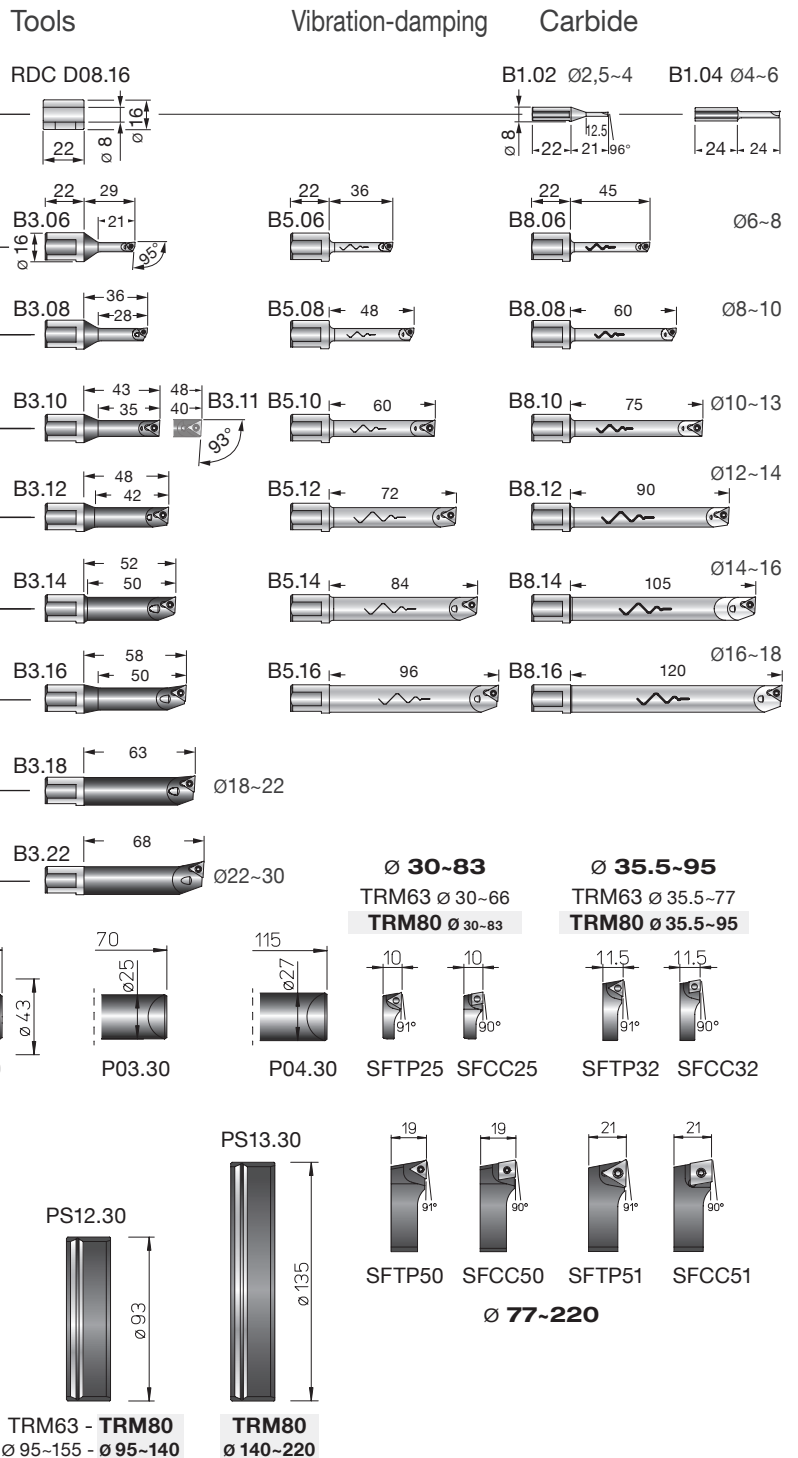 Tools Vibration-damping Carbide
RDC D08.16 B1.02 Ø2,5~4 B1.04 Ø4~6
22 ø 8 ø 16 ø 8 22 21 12.5 96° 24 24
B3.06 22 29 21 ø 16 95° B5.06 22 36 B8.06 22 45 Ø6~8
B3.08 36 28 B5.08 48 B8.08 60 Ø8~10
B3.10 43 35 48 40 B3.11 93° B5.10 60 B8.10 75 Ø10~13
B3.12 48 42 B5.12 72 B8.12 90 Ø12~14
B3.14 52 50 B5.14 84 B8.14 105 Ø14~16
B3.16 58 50 B5.16 96 B8.16 120 Ø16~18
B3.18 63 Ø18~22
B3.22 68 Ø22~30
Ø 30~83 Ø 35.5~95
TRM63 Ø 30~66 TRM63 Ø 35.5~77
TRM80 Ø 30~83 TRM80 Ø 35.5~95
ø 43 70 ø25 115 ø27 10 91° 10 90° 11.5 91° 11.5 90°
P03.30 P04.30 SFTP25 SFCC25 SFTP32 SFCC32
PS13.30 19 91° 19 90° 21 91° 21 90°
PS12.30
ø 93 ø 135
SFTP50 SFCC50 SFTP51 SFCC51
Ø 77~220
TRM63 - TRM80 TRM80
Ø 95~155 - Ø 95~140 Ø 140~220